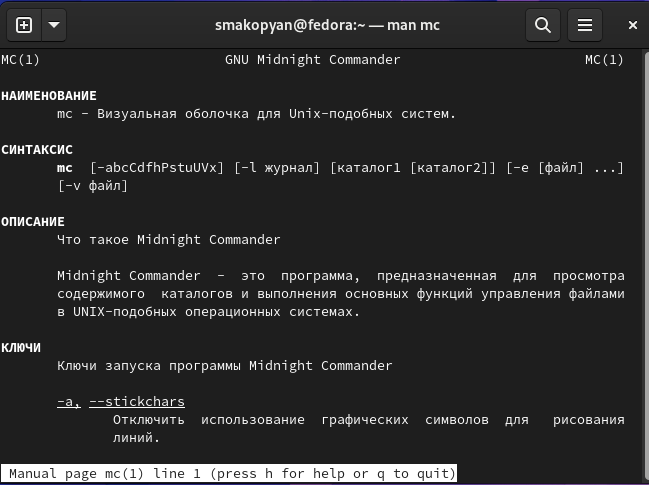 smakopyan@fedora:~ — man mc
MC(1) GNU Midnight Commander MC(1)
НАИМЕНОВАНИЕ
mc - Визуальная оболочка для Unix-подобных систем.
СИНТАКСИС
mc [-abcCdfhPstuUVx] [-l журнал] [каталог1 [каталог2]] [-e [файл] ...]
[-v файл]
ОПИСАНИЕ
Что такое Midnight Commander
Midnight Commander - это программа, предназначенная для просмотра
содержимого каталогов и выполнения основных функций управления файлами
в UNIX-подобных операционных системах.
КЛЮЧИ
Ключи запуска программы Midnight Commander
-a, --stickchars
Отключить использование графических символов для рисования
линий.
Manual page mc(1) line 1 (press h for help or q to quit)